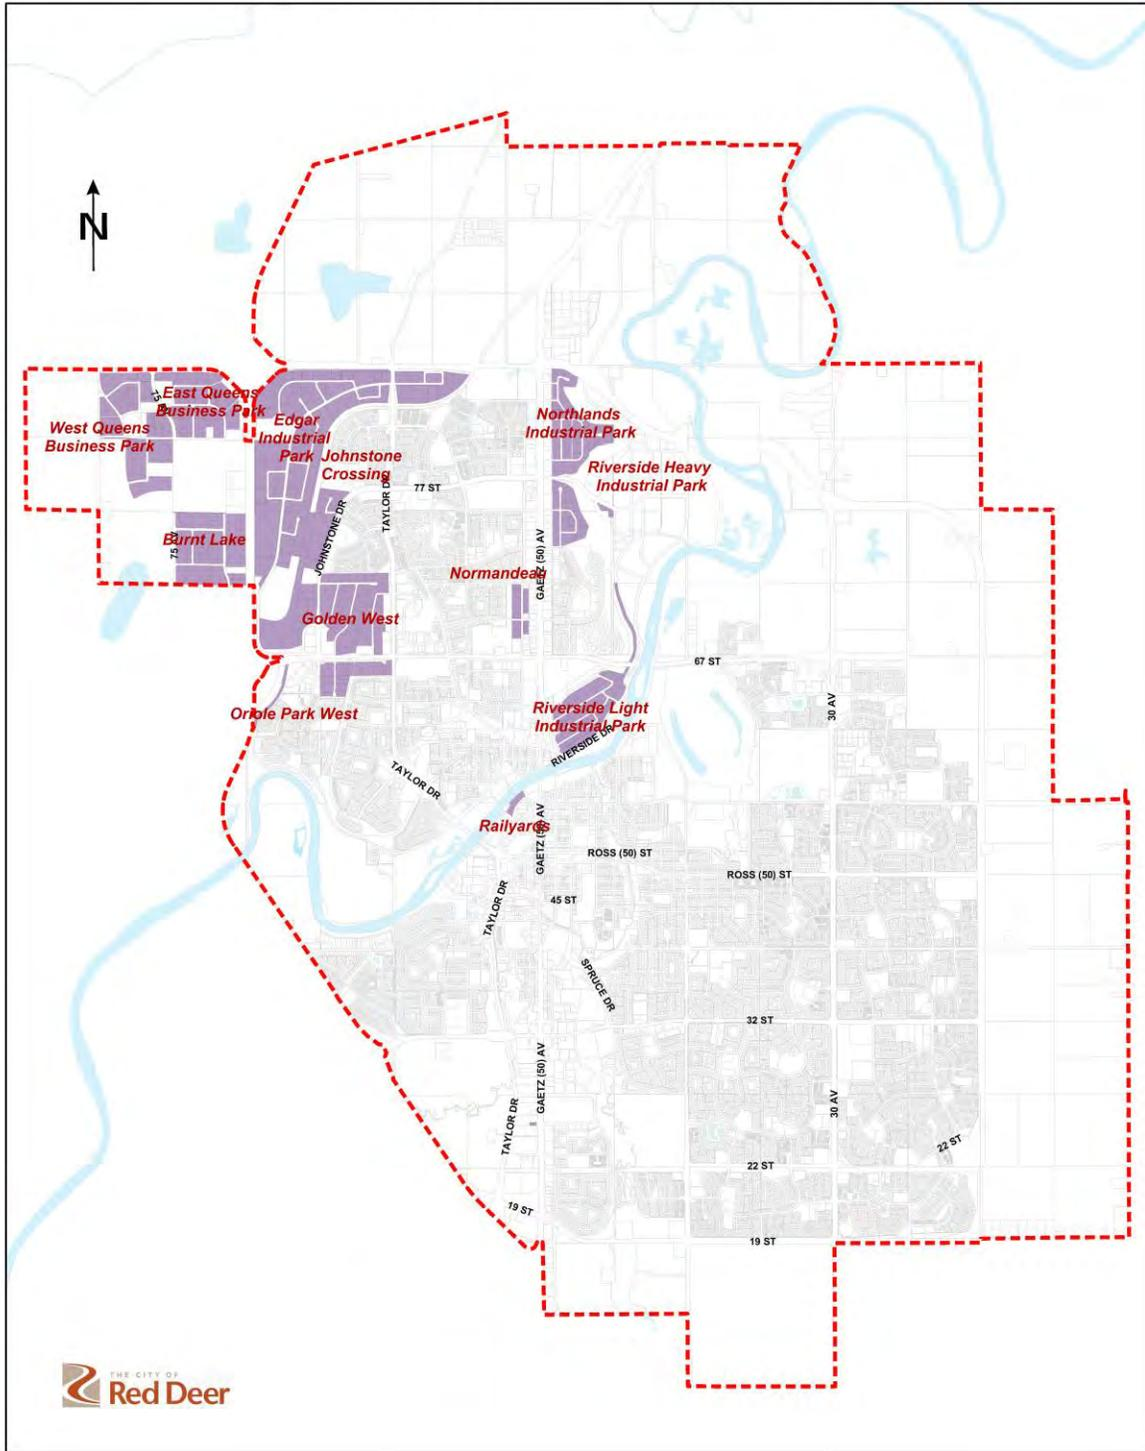 N
East Queens
Business Park
75
West Queens
Business Park
Edgar
Industrial
Park
Johnstone
Crossing
Northlands
Industrial Park
Riverside Heavy
Industrial Park
77 ST
TAYLOR DR
JOHNSTONE DR
Burnt Lake
75 AV
Normandeau
GAETZ (50) AV
Golden West
67 ST
Oriole Park West
Riverside Light
Industrial Park
RIVERSIDE DR
30 AV
TAYLOR DR
Railyards
GAETZ (50) AV
ROSS (50) ST
ROSS (50) ST
TAYLOR DR
45 ST
SPRUCE DR
32 ST
GAETZ (50) AV
30 AV
TAYLOR DR
22 ST
22 ST
19 ST
19 ST
THE CITY OF
Red Deer